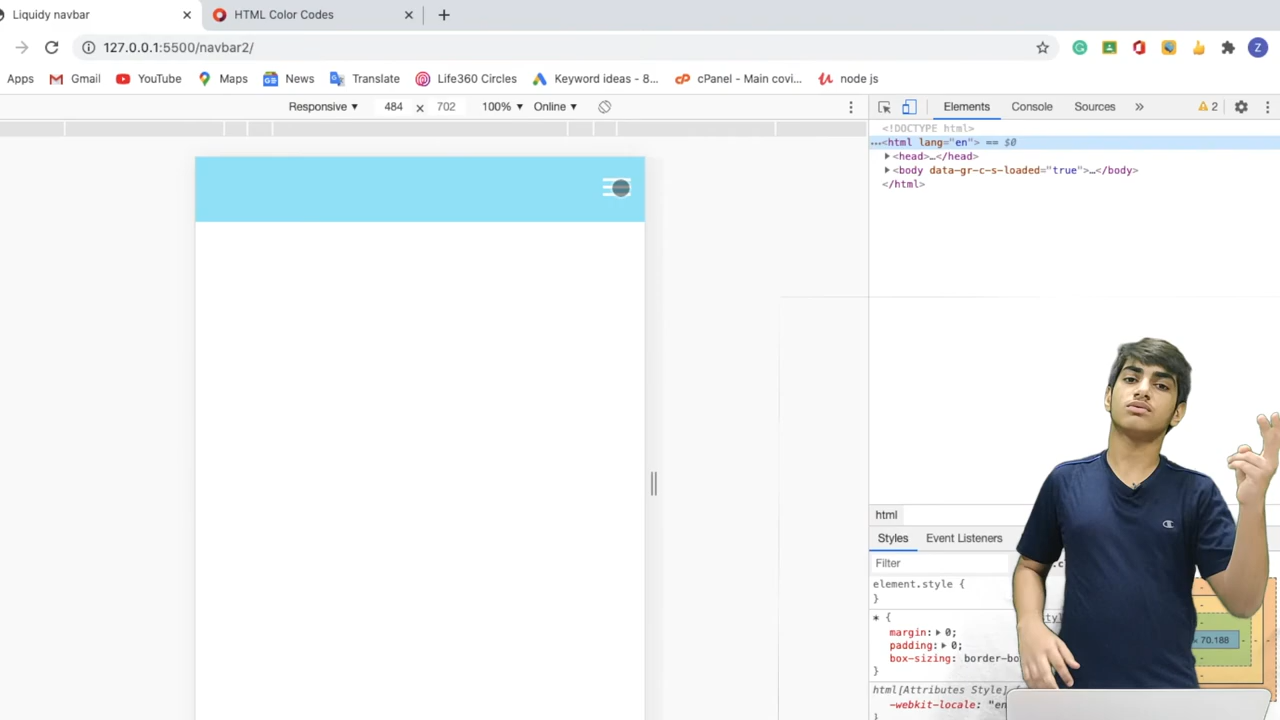 Liquidy navbar
HTML Color Codes
127.0.0.1:5500/navbar2/
Z
Apps Gmail YouTube Maps News Translate Life360 Circles Keyword ideas - 8... cPanel - Main covi... node js
Responsive 484 702 100% Online
Elements Console Sources » 2
<!DOCTYPE html>
…<html lang="en"> == $0
<head>…</head>
<body data-gr-c-s-loaded="true">…</body>
</html>
html
Styles Event Listeners
Filter
element.style {
}
* {
margin: 0;
padding: 0;
box-sizing: border-bo
}
html[Attributes Style] {
-webkit-locale: "en
}
70.188